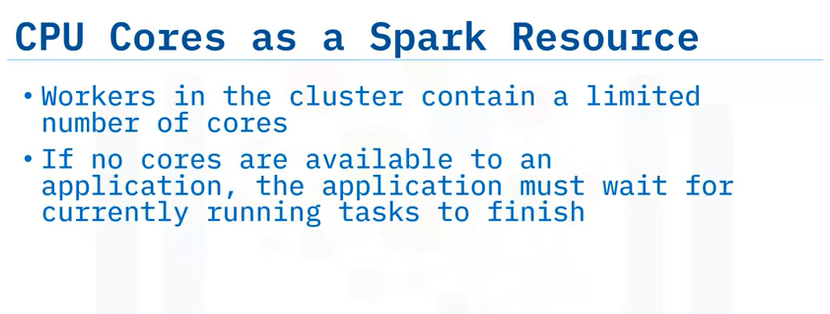 CPU Cores as a Spark Resource
• Workers in the cluster contain a limited
number of cores
• If no cores are available to an
application, the application must wait for
currently running tasks to finish